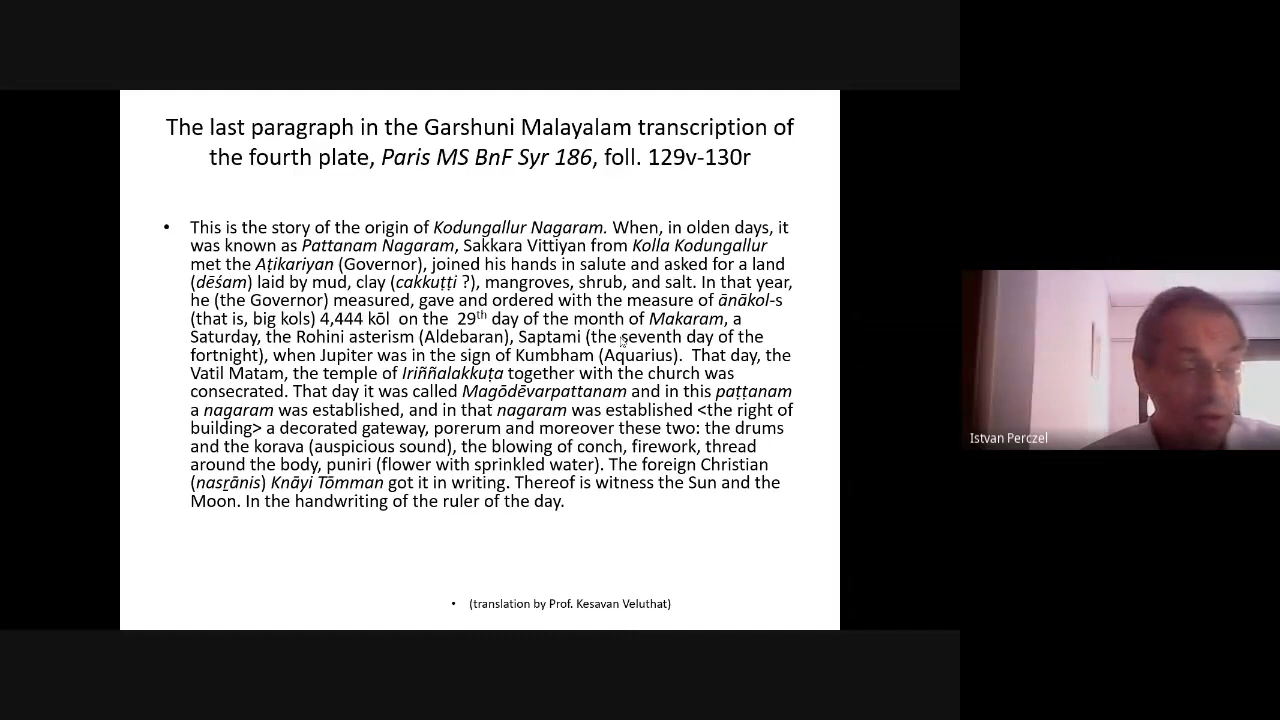 The last paragraph in the Garshuni Malayalam transcription of
the fourth plate, Paris MS BnF Syr 186, foll. 129v-130r
• This is the story of the origin of Kodungallur Nagaram. When, in olden days, it
was known as Pattanam Nagaram, Sakkara Vittiyan from Kolla Kodungallur
met the Aṭikariyan (Governor), joined his hands in salute and asked for a land
(dēśam) laid by mud, clay (cakkuṭṭi ?), mangroves, shrub, and salt. In that year,
he (the Governor) measured, gave and ordered with the measure of ānākol-s
(that is, big kols) 4,444 kōl on the 29th day of the month of Makaram, a
Saturday, the Rohini asterism (Aldebaran), Saptami (the seventh day of the
fortnight), when Jupiter was in the sign of Kumbham (Aquarius). That day, the
Vatil Matam, the temple of Iriññalakkuṭa together with the church was
consecrated. That day it was called Magōdēvarpattanam and in this paṭṭanam
a nagaram was established, and in that nagaram was established <the right of
building> a decorated gateway, porerum and moreover these two: the drums
and the korava (auspicious sound), the blowing of conch, firework, thread
around the body, puniri (flower with sprinkled water). The foreign Christian
(nasṟānis) Knāyi Tōmman got it in writing. Thereof is witness the Sun and the
Moon. In the handwriting of the ruler of the day.
• (translation by Prof. Kesavan Veluthat)
Istvan Perczel